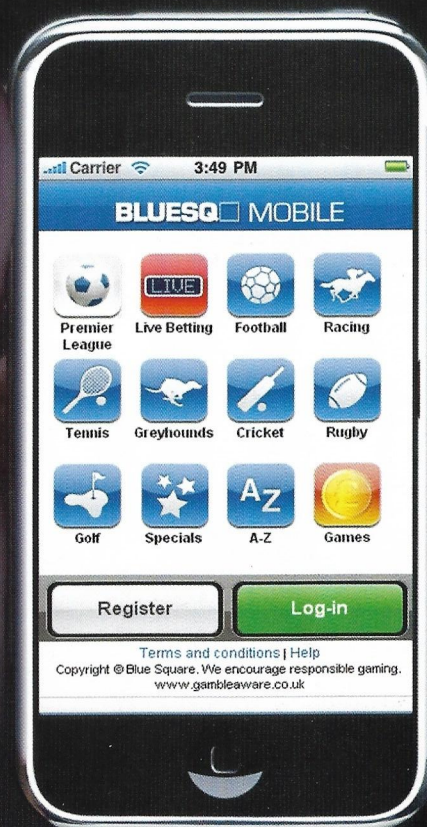 Carrier 3:49 PM
BLUESQ MOBILE
LIVE
Premier League Live Betting Football Racing
Tennis Greyhounds Cricket Rugby
AZ
Golf Specials A-Z Games
Register Log-in
Terms and conditions | Help
Copyright © Blue Square. We encourage responsible gaming.
www.gambleaware.co.uk